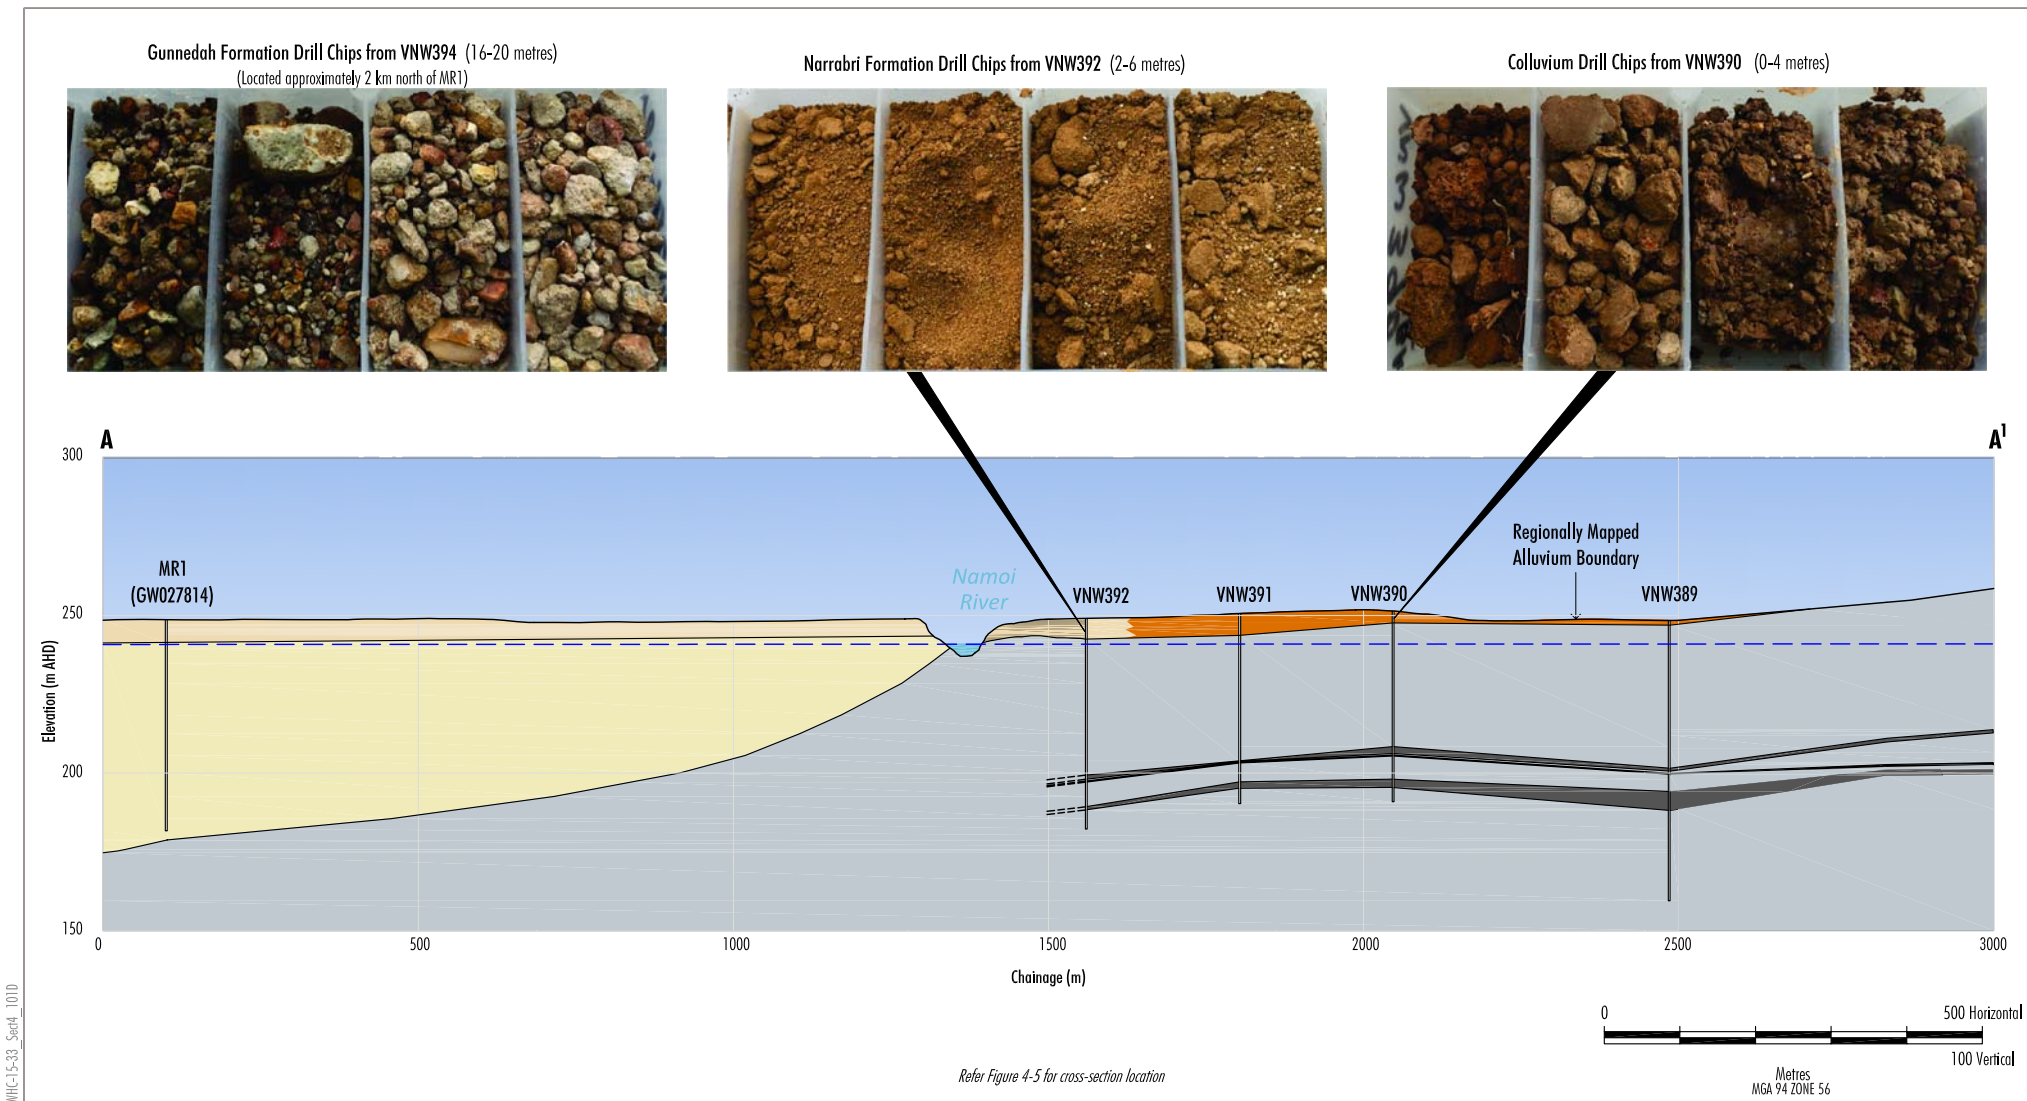 Gunnedah Formation Drill Chips from VNW394 (16-20 metres)
(Located approximately 2 km north of MR1)
Narrabri Formation Drill Chips from VNW392 (2-6 metres)
Colluvium Drill Chips from VNW390 (0-4 metres)
A
A¹
300
250
200
150
Elevation (m AHD)
MR1
(GW027814)
Namoi
River
VNW392
VNW391
VNW390
Regionally Mapped
Alluvium Boundary
VNW389
0
500
1000
1500
2000
2500
3000
Chainage (m)
0
500 Horizontal
100 Vertical
Metres
MGA 94 ZONE 56
Refer Figure 4-5 for cross-section location
WHC-15-33_Sect4_101D